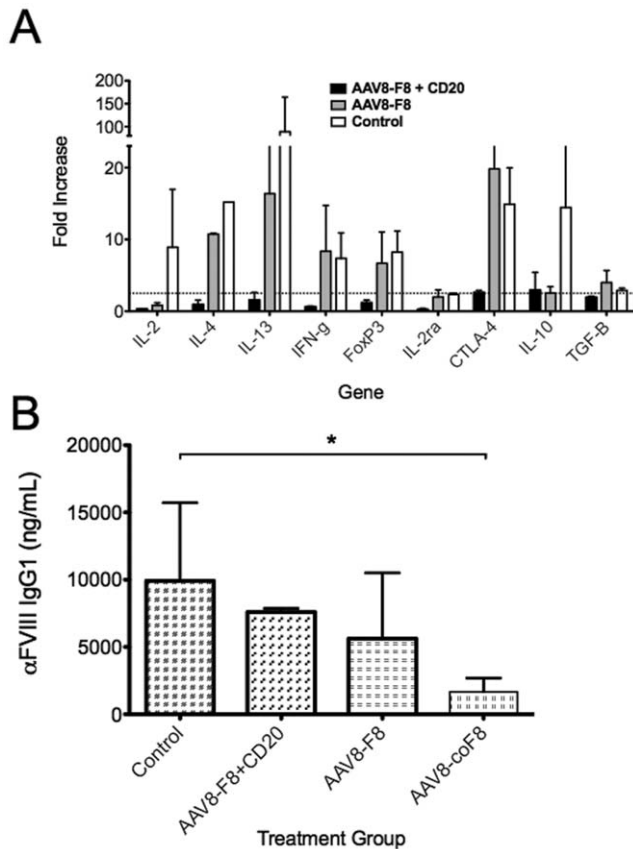 A
200
150
100
20
10
0
Fold Increase
AAV8-F8 + CD20
AAV8-F8
Control
IL-2
IL-4
IL-13
IFN-g
FoxP3
IL-2ra
CTLA-4
IL-10
TGF-B
Gene
B
20000
15000
10000
5000
0
αFVIII IgG1 (ng/mL)
*
Control
AAV8-F8+CD20
AAV8-F8
AAV8-coF8
Treatment Group